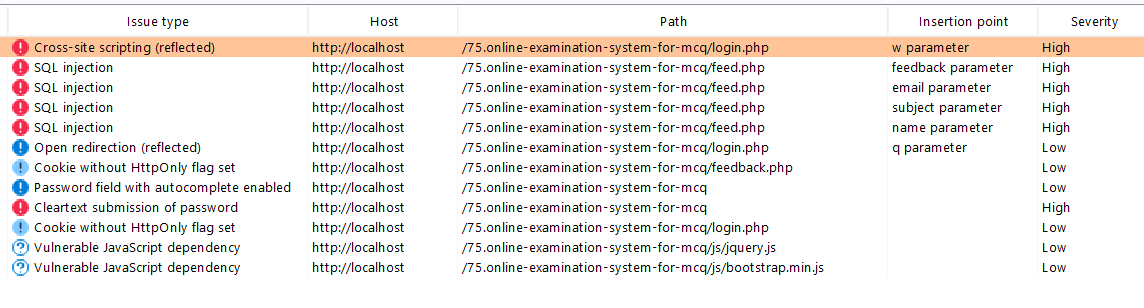 Issue type Host Path Insertion point Severity
Cross-site scripting (reflected) http://localhost /75.online-examination-system-for-mcq/login.php w parameter High
SQL injection http://localhost /75.online-examination-system-for-mcq/feed.php feedback parameter High
SQL injection http://localhost /75.online-examination-system-for-mcq/feed.php email parameter High
SQL injection http://localhost /75.online-examination-system-for-mcq/feed.php subject parameter High
SQL injection http://localhost /75.online-examination-system-for-mcq/feed.php name parameter High
Open redirection (reflected) http://localhost /75.online-examination-system-for-mcq/login.php q parameter Low
Cookie without HttpOnly flag set http://localhost /75.online-examination-system-for-mcq/feedback.php Low
Password field with autocomplete enabled http://localhost /75.online-examination-system-for-mcq Low
Cleartext submission of password http://localhost /75.online-examination-system-for-mcq High
Cookie without HttpOnly flag set http://localhost /75.online-examination-system-for-mcq/login.php Low
Vulnerable JavaScript dependency http://localhost /75.online-examination-system-for-mcq/js/jquery.js Low
Vulnerable JavaScript dependency http://localhost /75.online-examination-system-for-mcq/js/bootstrap.min.js Low